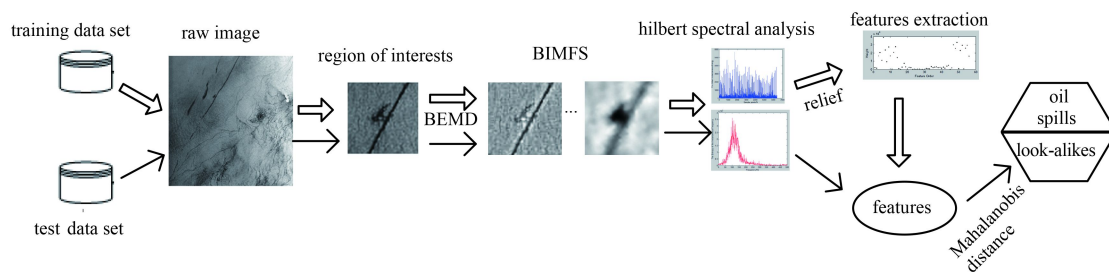 training data set
raw image
region of interests
BIMFS
hilbert spectral analysis
features extraction
BEMD
...
relief
oil
spills
look-alikes
test data set
features
Mahalanobis
distance